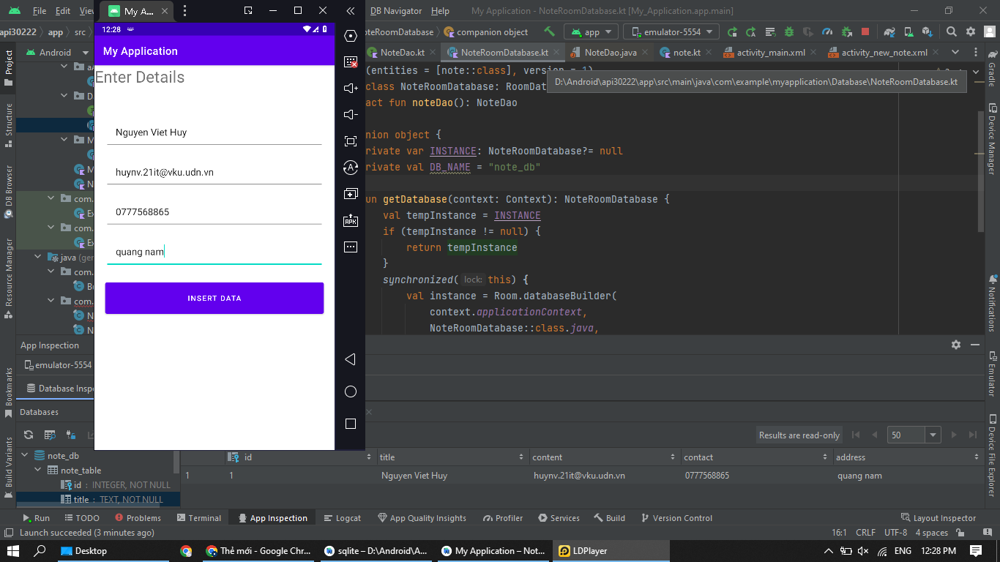 File Edit View
DB Navigator Help My Application - NoteRoomDatabase.kt [My_Application.app.main]
My A...
api30222 app src
NoteRoomDatabase companion object
app
emulator-5554
12:28
My Application
Enter Details
Nguyen Viet Huy
huynv.21it@vku.udn.vn
0777568865
quang nam
INSERT DATA
APK
Android
Project
Structure
DB Browser
Resource Manager
Bookmarks
Build Variants
com.
com.
java (ger
com.
com.
NoteDao.kt NoteRoomDatabase.kt NoteDao.java note.kt activity_main.xml activity_new_note.xml
(entities = [note::class], version = 1)
class NoteRoomDatabase: RoomDat
D:\Android\api30222\app\src\main\java\com\example\myapplication\Database\NoteRoomDatabase.kt
act fun noteDao(): NoteDao
nion object {
rivate var INSTANCE: NoteRoomDatabase?= null
rivate val DB_NAME = "note_db"
un getDatabase(context: Context): NoteRoomDatabase {
val tempInstance = INSTANCE
if (tempInstance != null) {
return tempInstance
}
synchronized( lock: this) {
val instance = Room.databaseBuilder(
context.applicationContext,
NoteRoomDatabase::class.java,
Gradle
Device Manager
Notifications
Emulator
Device File Explorer
App Inspection
emulator-5554
Database Inspe
Databases
note_db
note_table
id : INTEGER, NOT NULL
title : TEXT, NOT NULL
Results are read-only 50
id title content contact address
1 1 Nguyen Viet Huy huynv.21it@vku.udn.vn 0777568865 quang nam
Run TODO Problems Terminal App Inspection Logcat App Quality Insights Profiler Services Build Version Control Layout Inspector
Launch succeeded (3 minutes ago) 16:1 CRLF UTF-8 4 spaces
Desktop Thẻ mới - Google Chr... sqlite – D:\Android\A... My Application – Not... LDPlayer ENG 12:28 PM